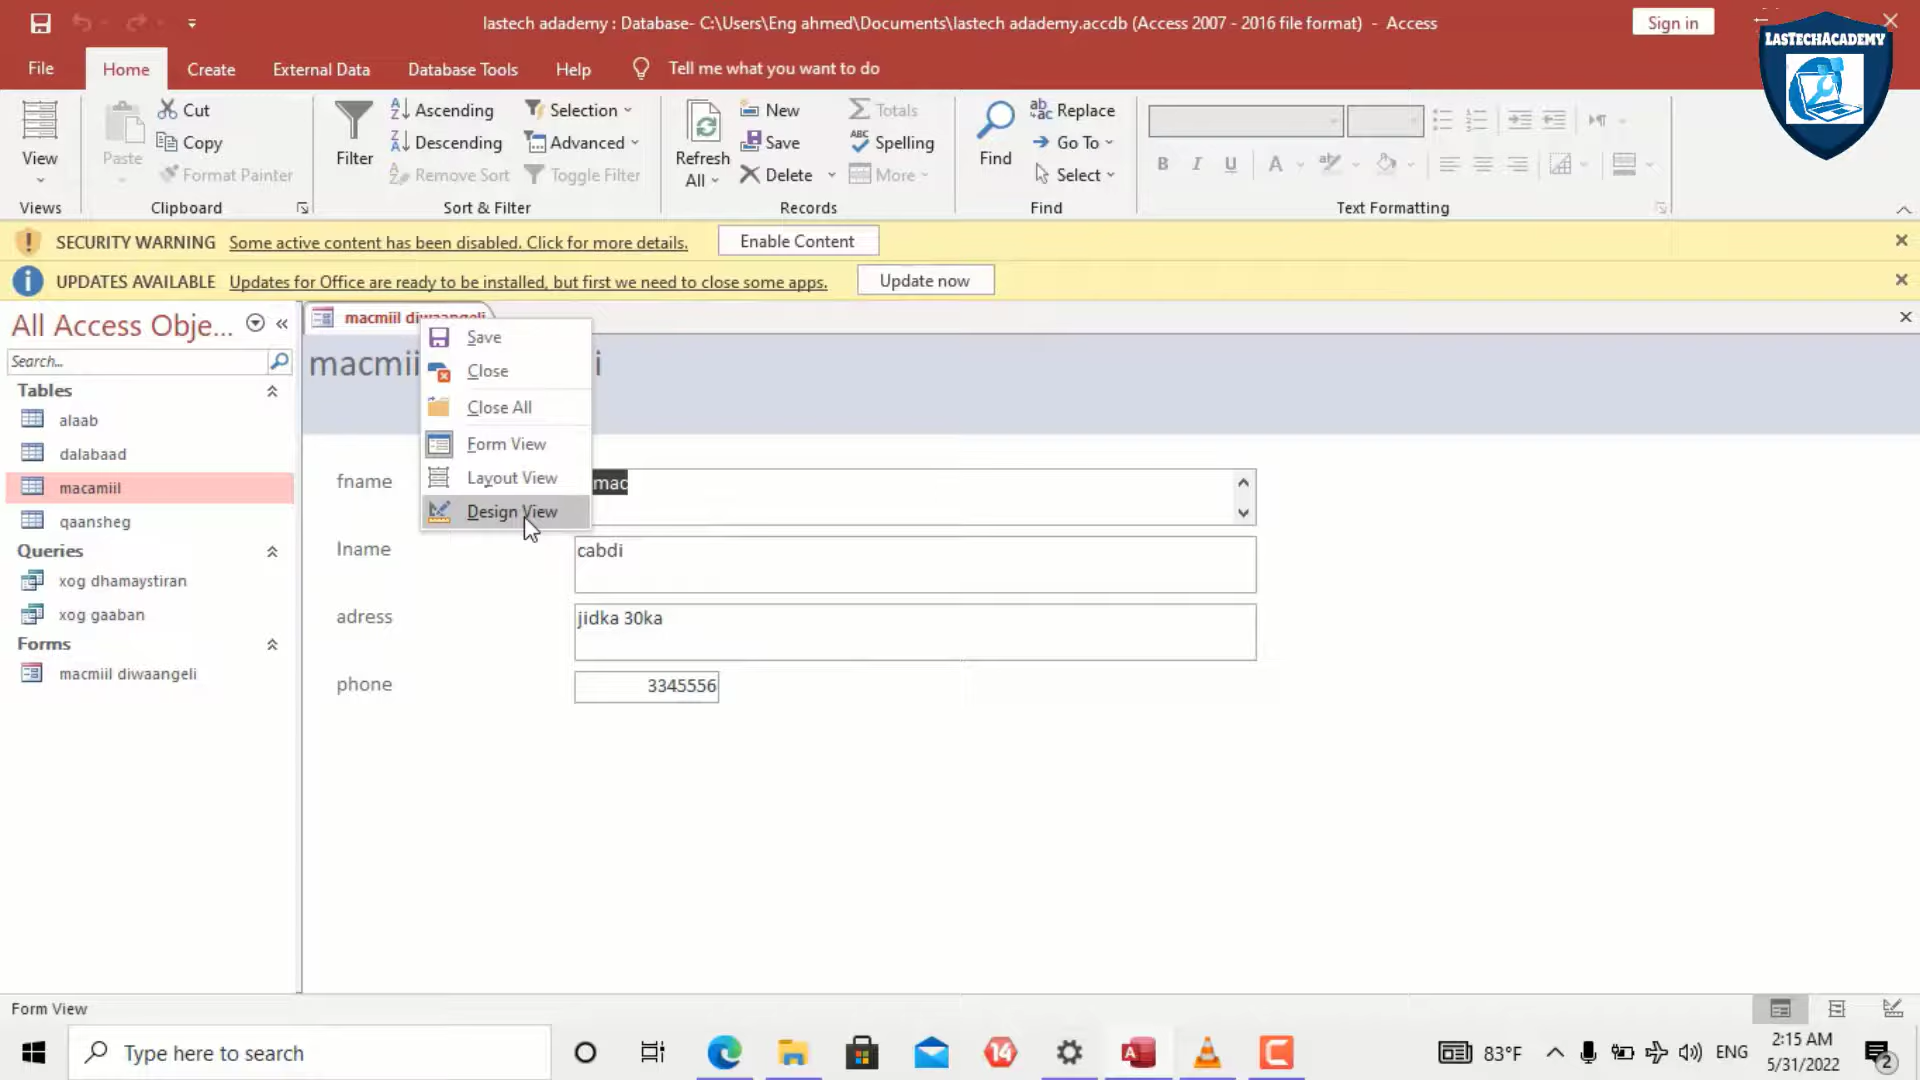 lastech adademy : Database- C:\Users\Eng ahmed\Documents\lastech adademy.accdb (Access 2007 - 2016 file format) - Access
Sign in
LASTECHACADEMY
File Home Create External Data Database Tools Help Tell me what you want to do
View
Views
Paste
Cut
Copy
Format Painter
Clipboard
Filter
Ascending
Descending
Remove Sort
Selection
Advanced
Toggle Filter
Sort & Filter
Refresh
All
New
Save
Delete
Totals
Spelling
More
Records
Find
Replace
Go To
Select
Find
B I U A
Text Formatting
SECURITY WARNING Some active content has been disabled. Click for more details. Enable Content
UPDATES AVAILABLE Updates for Office are ready to be installed, but first we need to close some apps. Update now
All Access Obje...
Search...
Tables
alaab
dalabaad
macamiil
qaansheg
Queries
xog dhamaystiran
xog gaaban
Forms
macmiil diwaangeli
macmiil diwaangeli
Save
Close
Close All
Form View
Layout View
Design View
fname
lname cabdi
adress jidka 30ka
phone 3345556
Form View
Type here to search
14
83°F
ENG
2:15 AM
5/31/2022
2